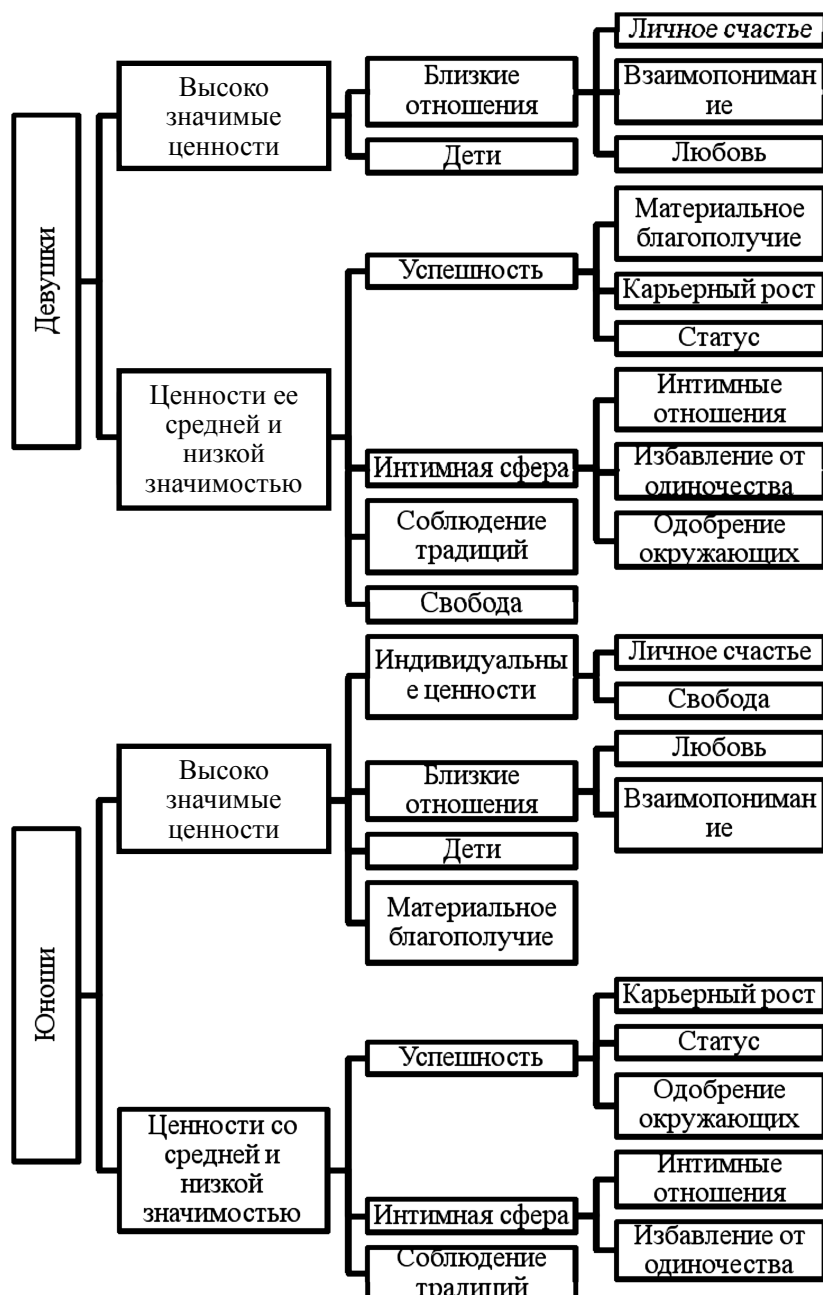 Девушки
Высоко
значимые
ценности
Близкие
отношения
Личное счастье
Взаимопониман
ие
Любовь
Дети
Ценности ее
средней и
низкой
значимостью
Успешность
Материальное
благополучие
Карьерный рост
Статус
Интимная сфера
Интимные
отношения
Избавление от
одиночества
Одобрение
окружающих
Соблюдение
традиций
Свобода
Юноши
Высоко
значимые
ценности
Индивидуальны
е ценности
Личное счастье
Свобода
Близкие
отношения
Любовь
Взаимопониман
ие
Дети
Материальное
благополучие
Ценности со
средней и
низкой
значимостью
Успешность
Карьерный рост
Статус
Одобрение
окружающих
Интимная сфера
Интимные
отношения
Избавление от
одиночества
Соблюдение
традиций